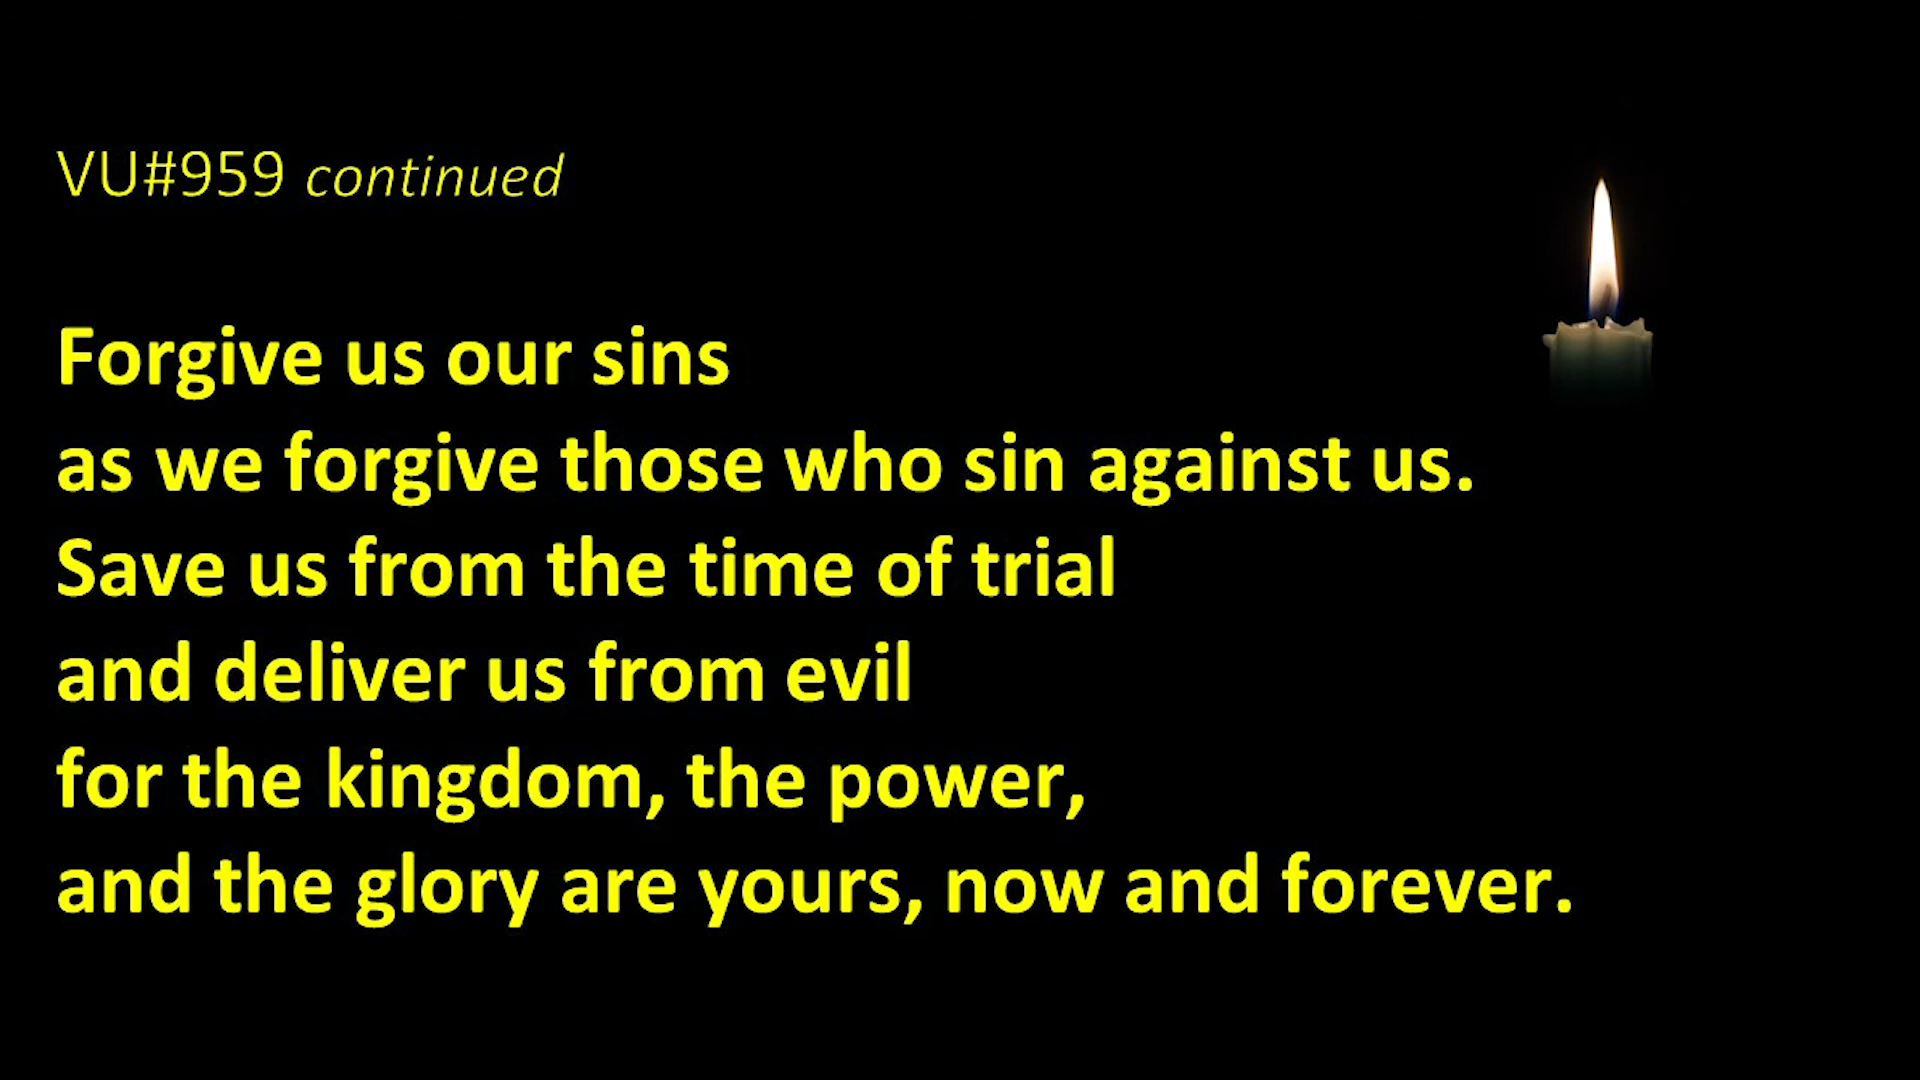 VU#959 continued
Forgive us our sins
as we forgive those who sin against us.
Save us from the time of trial
and deliver us from evil
for the kingdom, the power,
and the glory are yours, now and forever.